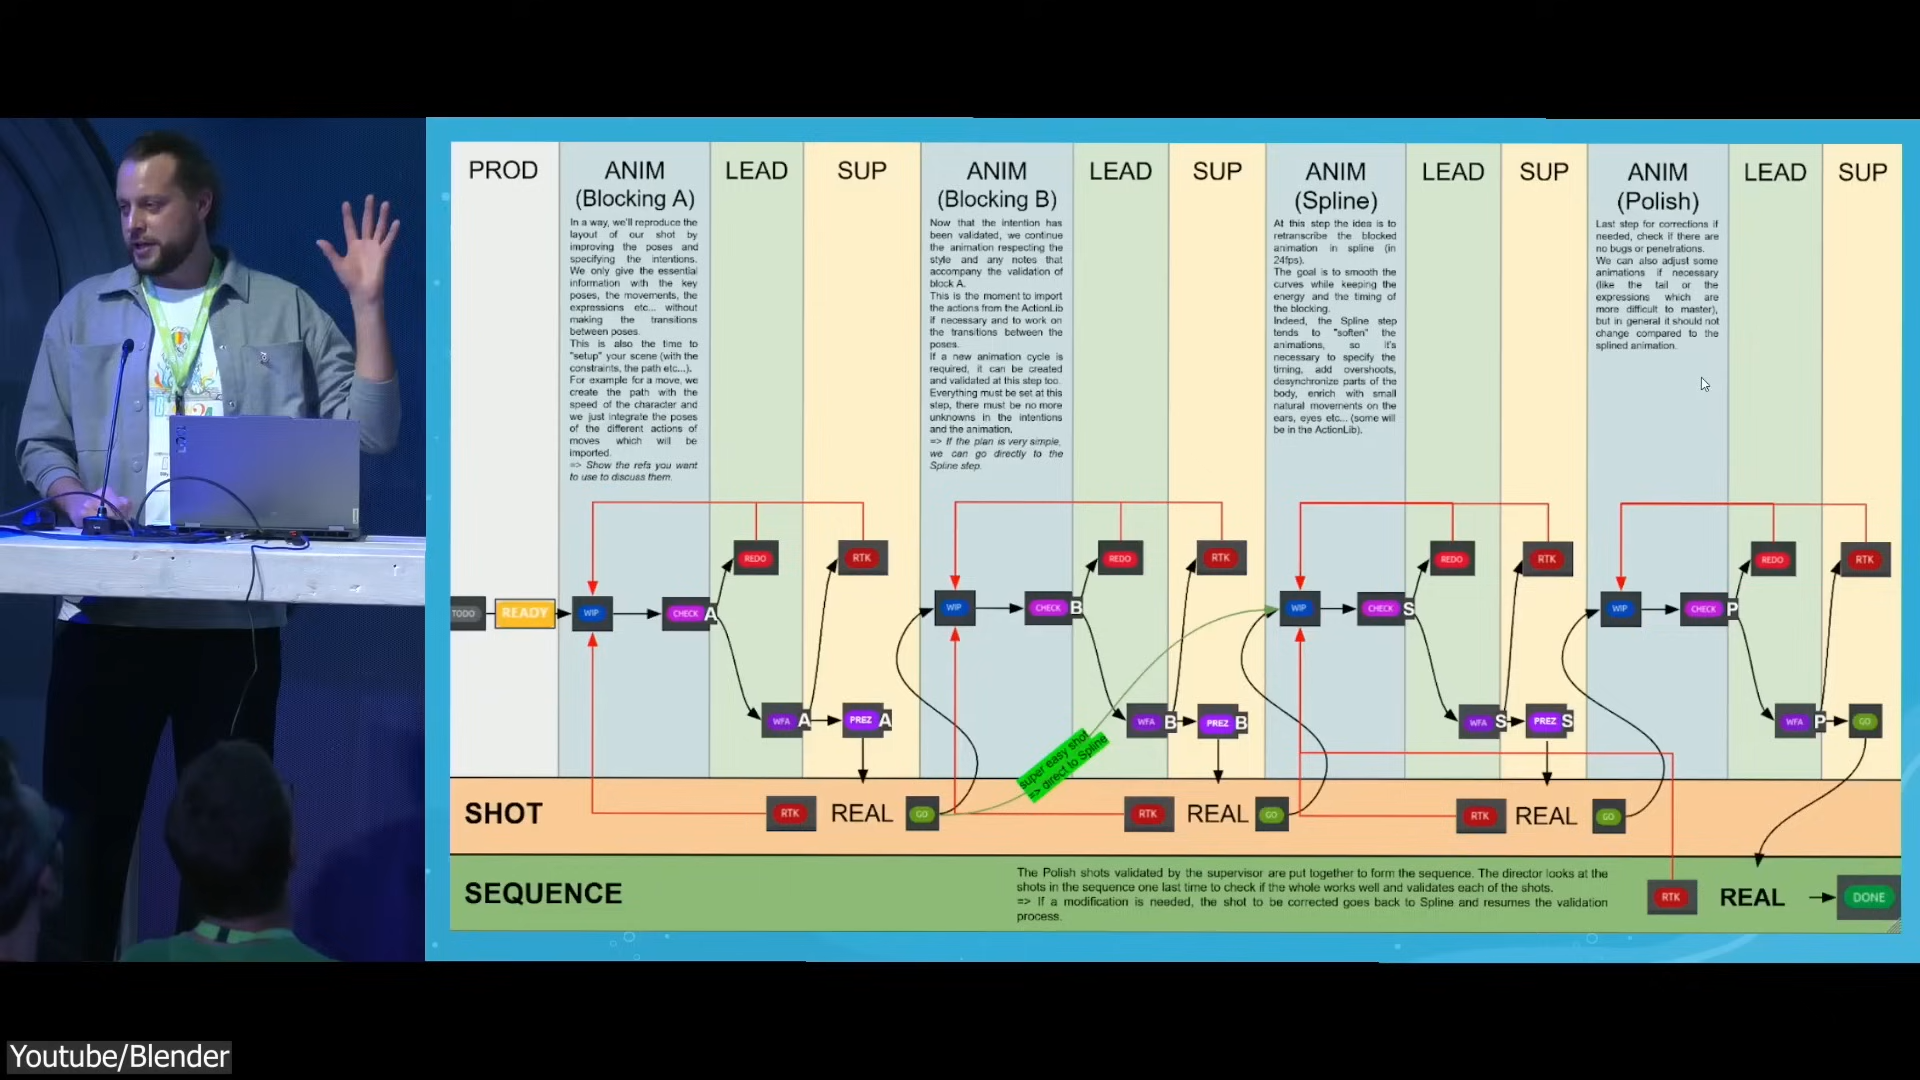 PROD
ANIM
(Blocking A)
In a way, we'll reproduce the
layout of our shot by
improving the poses and
specifying the intentions.
We only give the essential
information with the key
poses, the movements, the
expressions etc... without
making the transitions
between poses.
This is also the time to
"setup" your scene (with the
constraints, the path etc...).
For example for a move, we
create the path with the
speed of the character and
we just integrate the poses
of the different actions of
moves which will be
imported.
=> Show the refs you want
to use to discuss them.
LEAD
SUP
ANIM
(Blocking B)
Now that the intention has
been validated, we continue
the animation respecting the
style and any notes that
accompany the validation of
block A.
This is the moment to import
the actions from the ActionLib
if necessary and to work on
the transitions between the
poses.
If a new animation cycle is
required, it can be created
and validated at this step too.
Everything must be set at this
step, there must be no more
unknowns in the intentions
and the animation.
=> If the plan is very simple,
we can go directly to the
Spline step.
LEAD
SUP
ANIM
(Spline)
At this step the idea is to
retranscribe the blocked
animation in spline (in
24fps).
The goal is to smooth the
curves while keeping the
energy and the timing of
the blocking.
Indeed, the Spline step
tends to "soften" the
animations, so it's
necessary to specify the
timing, add overshoots,
desynchronize parts of the
body, enrich with small
natural movements on the
ears, eyes etc... (some will
be in the ActionLib).
LEAD
SUP
ANIM
(Polish)
Last step for corrections if
needed, check if there are
no bugs or penetrations.
We can also adjust some
animations if necessary
(like the tail or the
expressions which are
more difficult to master),
but in general it should not
change compared to the
splined animation.
LEAD
SUP
REDO RTK REDO RTK REDO RTK REDO RTK
TODO READY WIP CHECK A WIP CHECK B WIP CHECK S WIP CHECK P
WFA A PREZ A WFA B PREZ B WFA S PREZ S WFA P GO
super easy shot
=> direct to Spline
SHOT RTK REAL GO RTK REAL GO RTK REAL GO
SEQUENCE
The Polish shots validated by the supervisor are put together to form the sequence. The director looks at the
shots in the sequence one last time to check if the whole works well and validates each of the shots.
=> If a modification is needed, the shot to be corrected goes back to Spline and resumes the validation
process.
RTK REAL DONE
Youtube/Blender